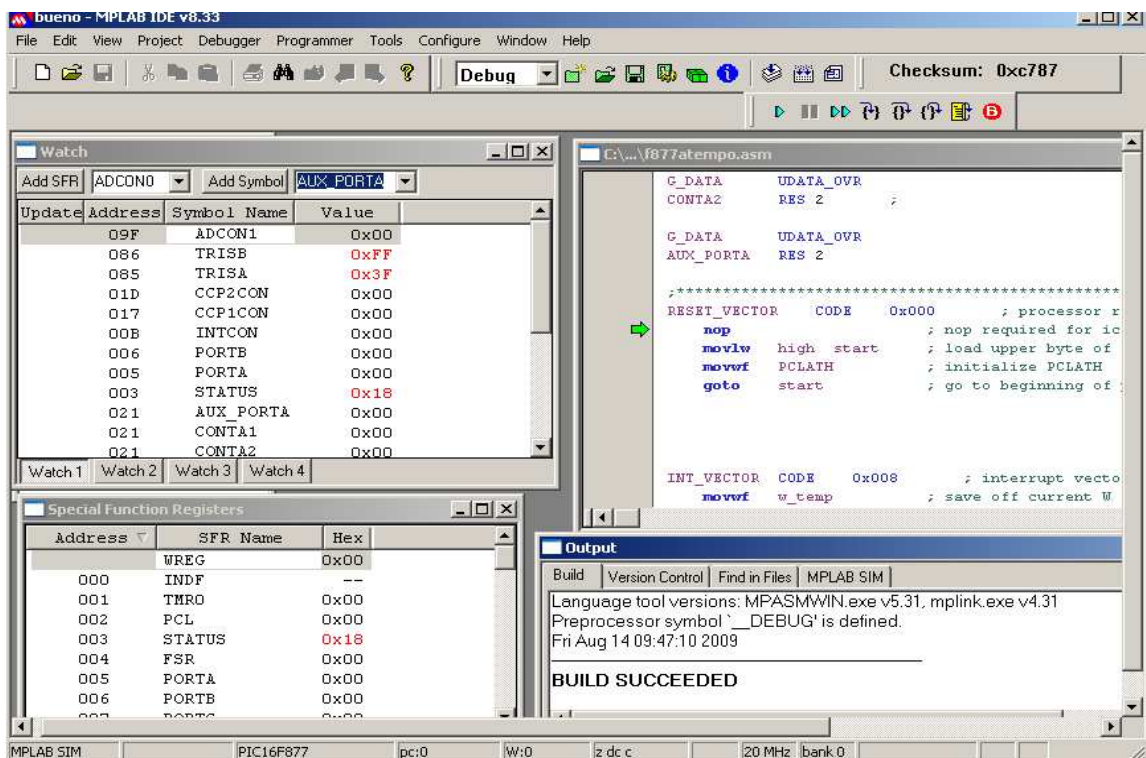 bueno - MPLAB IDE v8.33
File Edit View Project Debugger Programmer Tools Configure Window Help
Debug Checksum: 0xc787
Watch
Add SFR ADCON0 Add Symbol AUX_PORTA
Update Address Symbol Name Value
09F ADCON1 0x00
086 TRISB 0xFF
085 TRISA 0x3F
01D CCP2CON 0x00
017 CCP1CON 0x00
00B INTCON 0x00
006 PORTB 0x00
005 PORTA 0x00
003 STATUS 0x18
021 AUX_PORTA 0x00
021 CONTA1 0x00
021 CONTA2 0x00
Watch 1 Watch 2 Watch 3 Watch 4
C:\...\f877atempo.asm
G_DATA UDATA_OVR
CONTA2 RES 2 ;
G_DATA UDATA_OVR
AUX_PORTA RES 2
;**************************************************
RESET_VECTOR CODE 0x000 ; processor r
nop ; nop required for ic
movlw high start ; load upper byte of
movwf PCLATH ; initialize PCLATH
goto start ; go to beginning of
INT_VECTOR CODE 0x008 ; interrupt vecto
movwf w_temp ; save off current W
Special Function Registers
Address SFR Name Hex
WREG 0x00
000 INDF --
001 TMR0 0x00
002 PCL 0x00
003 STATUS 0x18
004 FSR 0x00
005 PORTA 0x00
006 PORTB 0x00
Output
Build Version Control Find in Files MPLAB SIM
Language tool versions: MPASMWIN.exe v5.31, mplink.exe v4.31
Preprocessor symbol `__DEBUG' is defined.
Fri Aug 14 09:47:10 2009
BUILD SUCCEEDED
MPLAB SIM PIC16F877 pc:0 W:0 z dc c 20 MHz bank 0